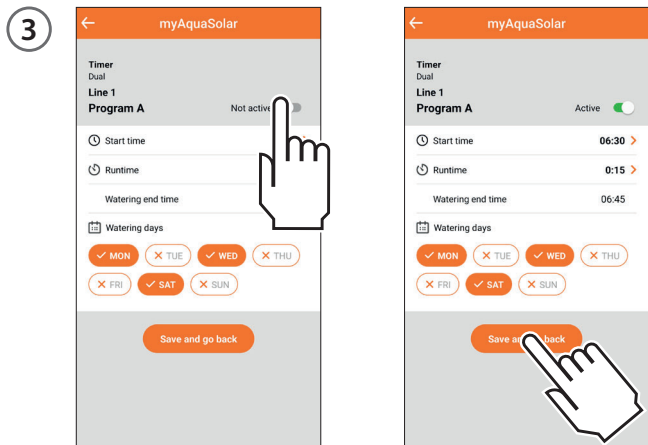 3
myAquaSolar
Timer
Dual
Line 1
Program A Not active
Start time
Runtime
Watering end time
Watering days
MON TUE WED THU
FRI SAT SUN
Save and go back
myAquaSolar
Timer
Dual
Line 1
Program A Active
Start time 06:30
Runtime 0:15
Watering end time 06:45
Watering days
MON TUE WED THU
FRI SAT SUN
Save back